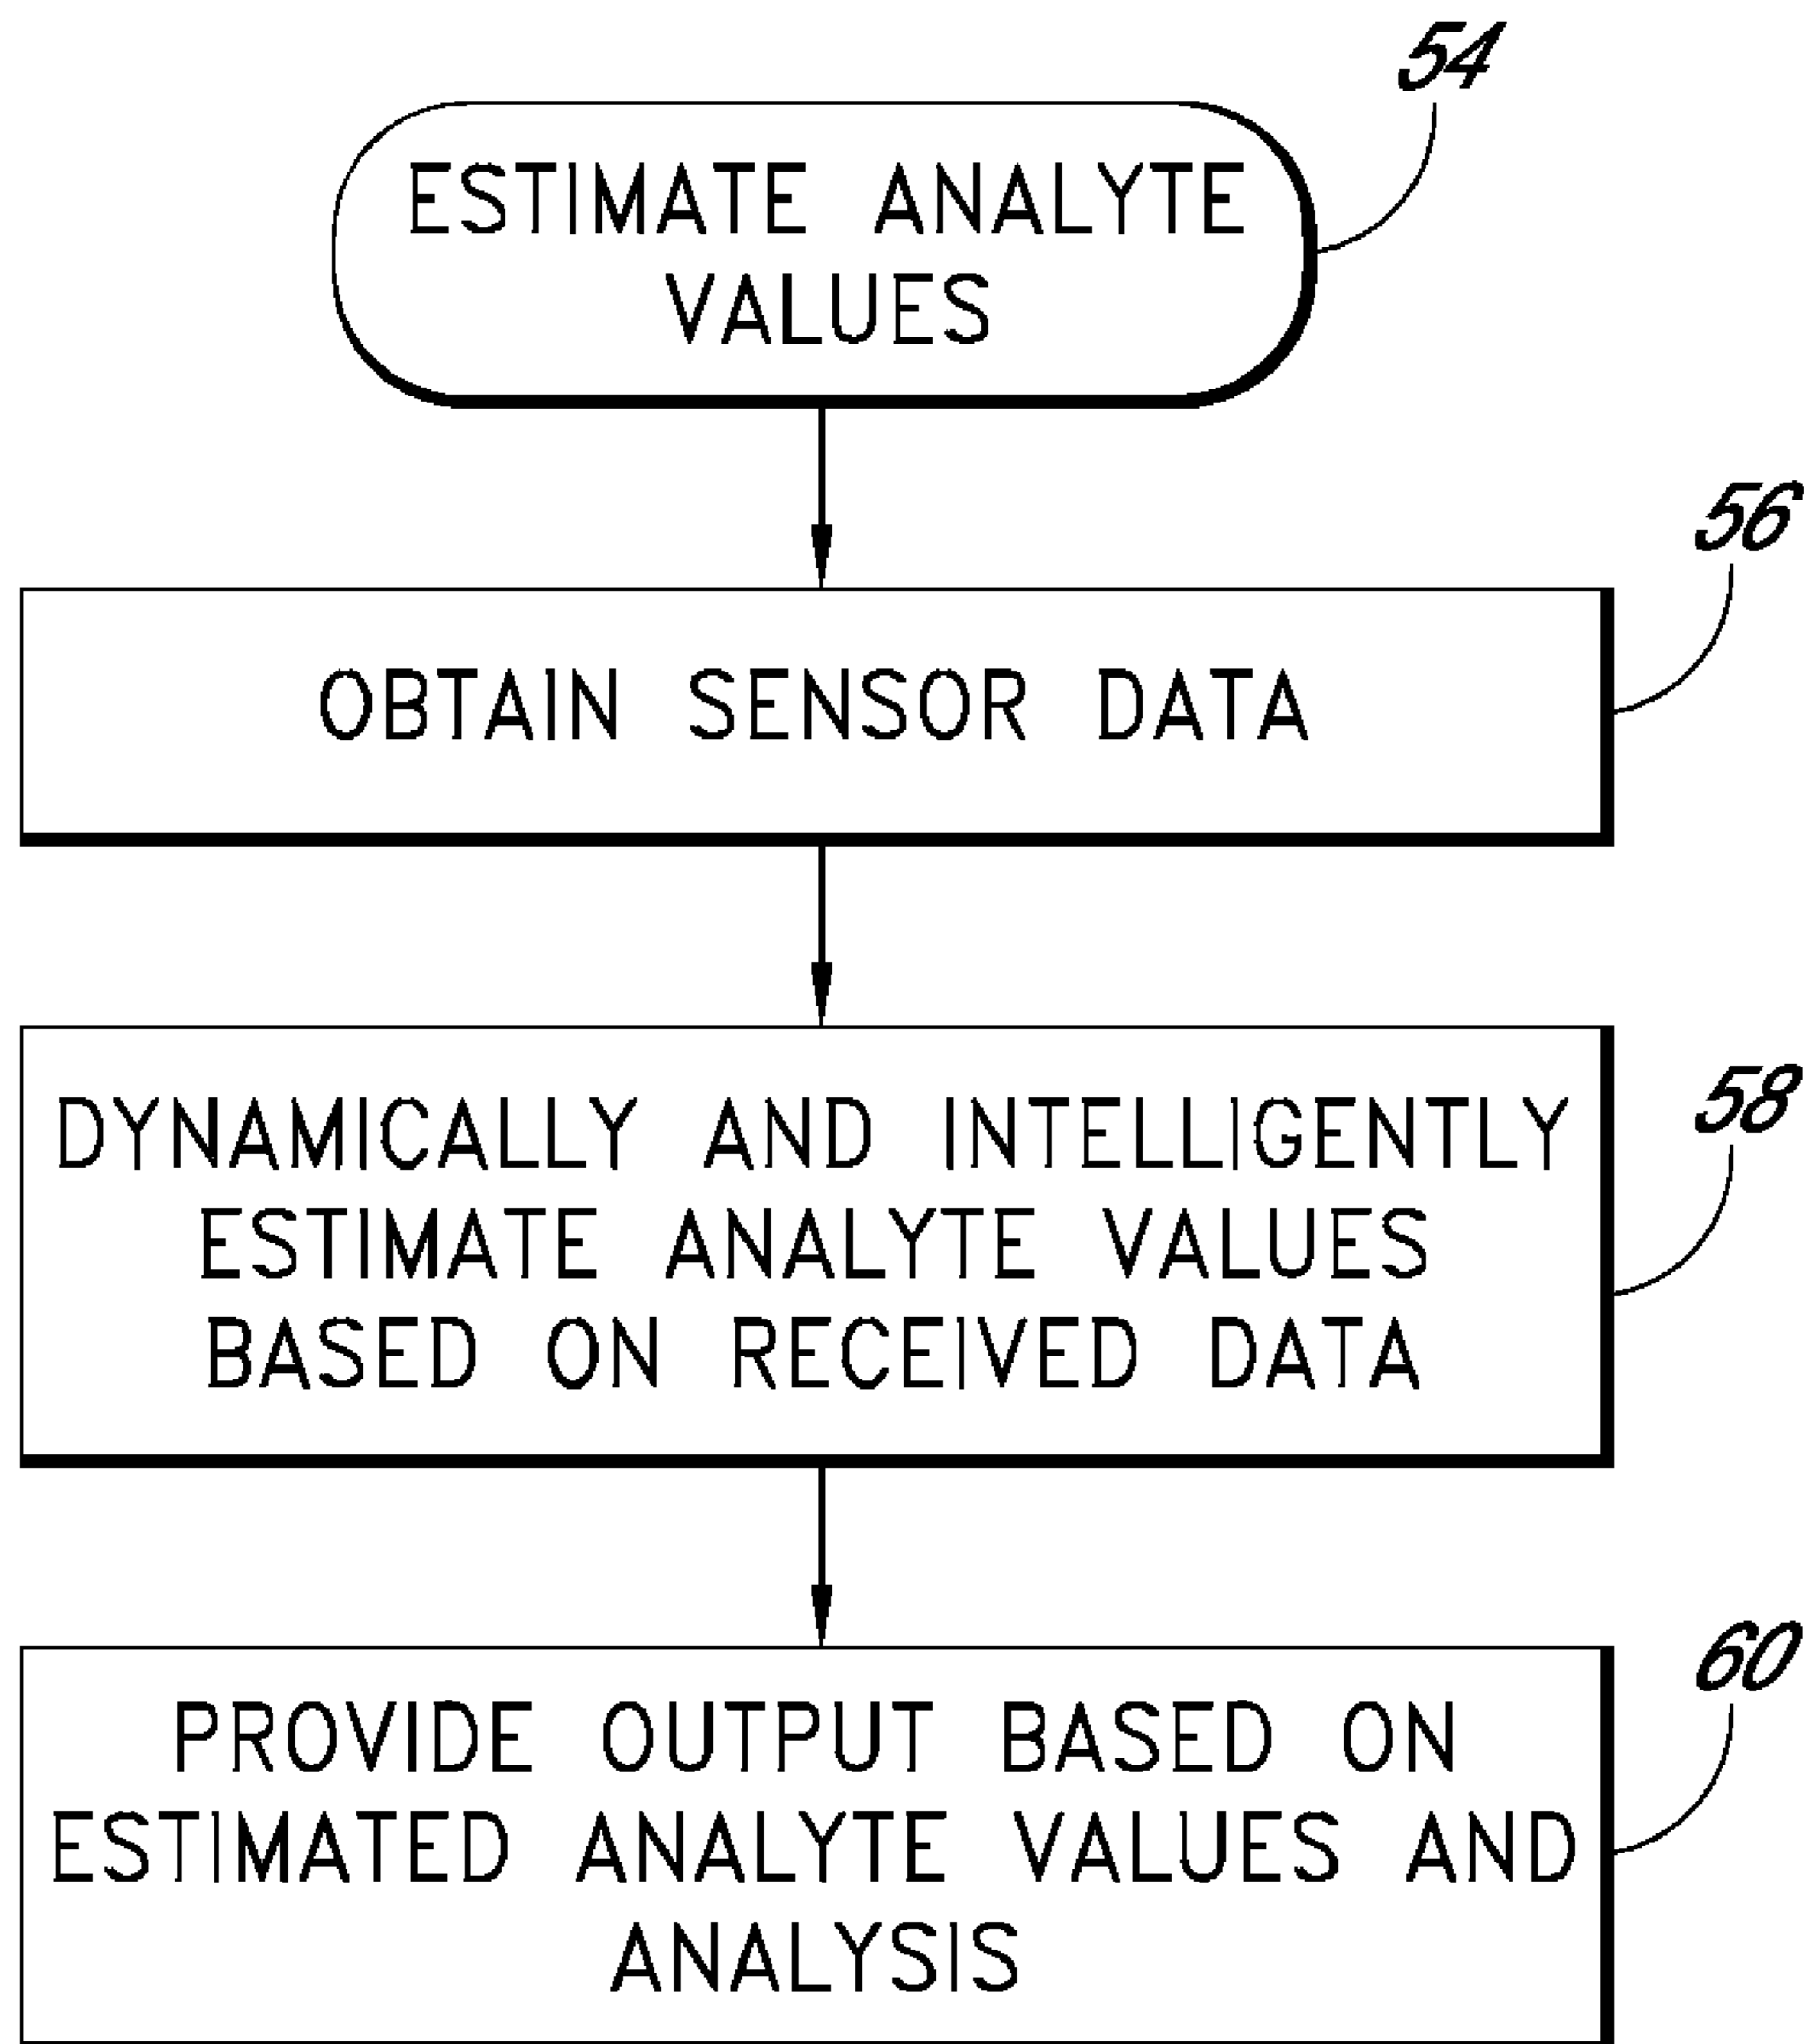 54
ESTIMATE ANALYTE
VALUES
56
OBTAIN SENSOR DATA
58
DYNAMICALLY AND INTELLIGENTLY
ESTIMATE ANALYTE VALUES
BASED ON RECEIVED DATA
60
PROVIDE OUTPUT BASED ON
ESTIMATED ANALYTE VALUES AND
ANALYSIS